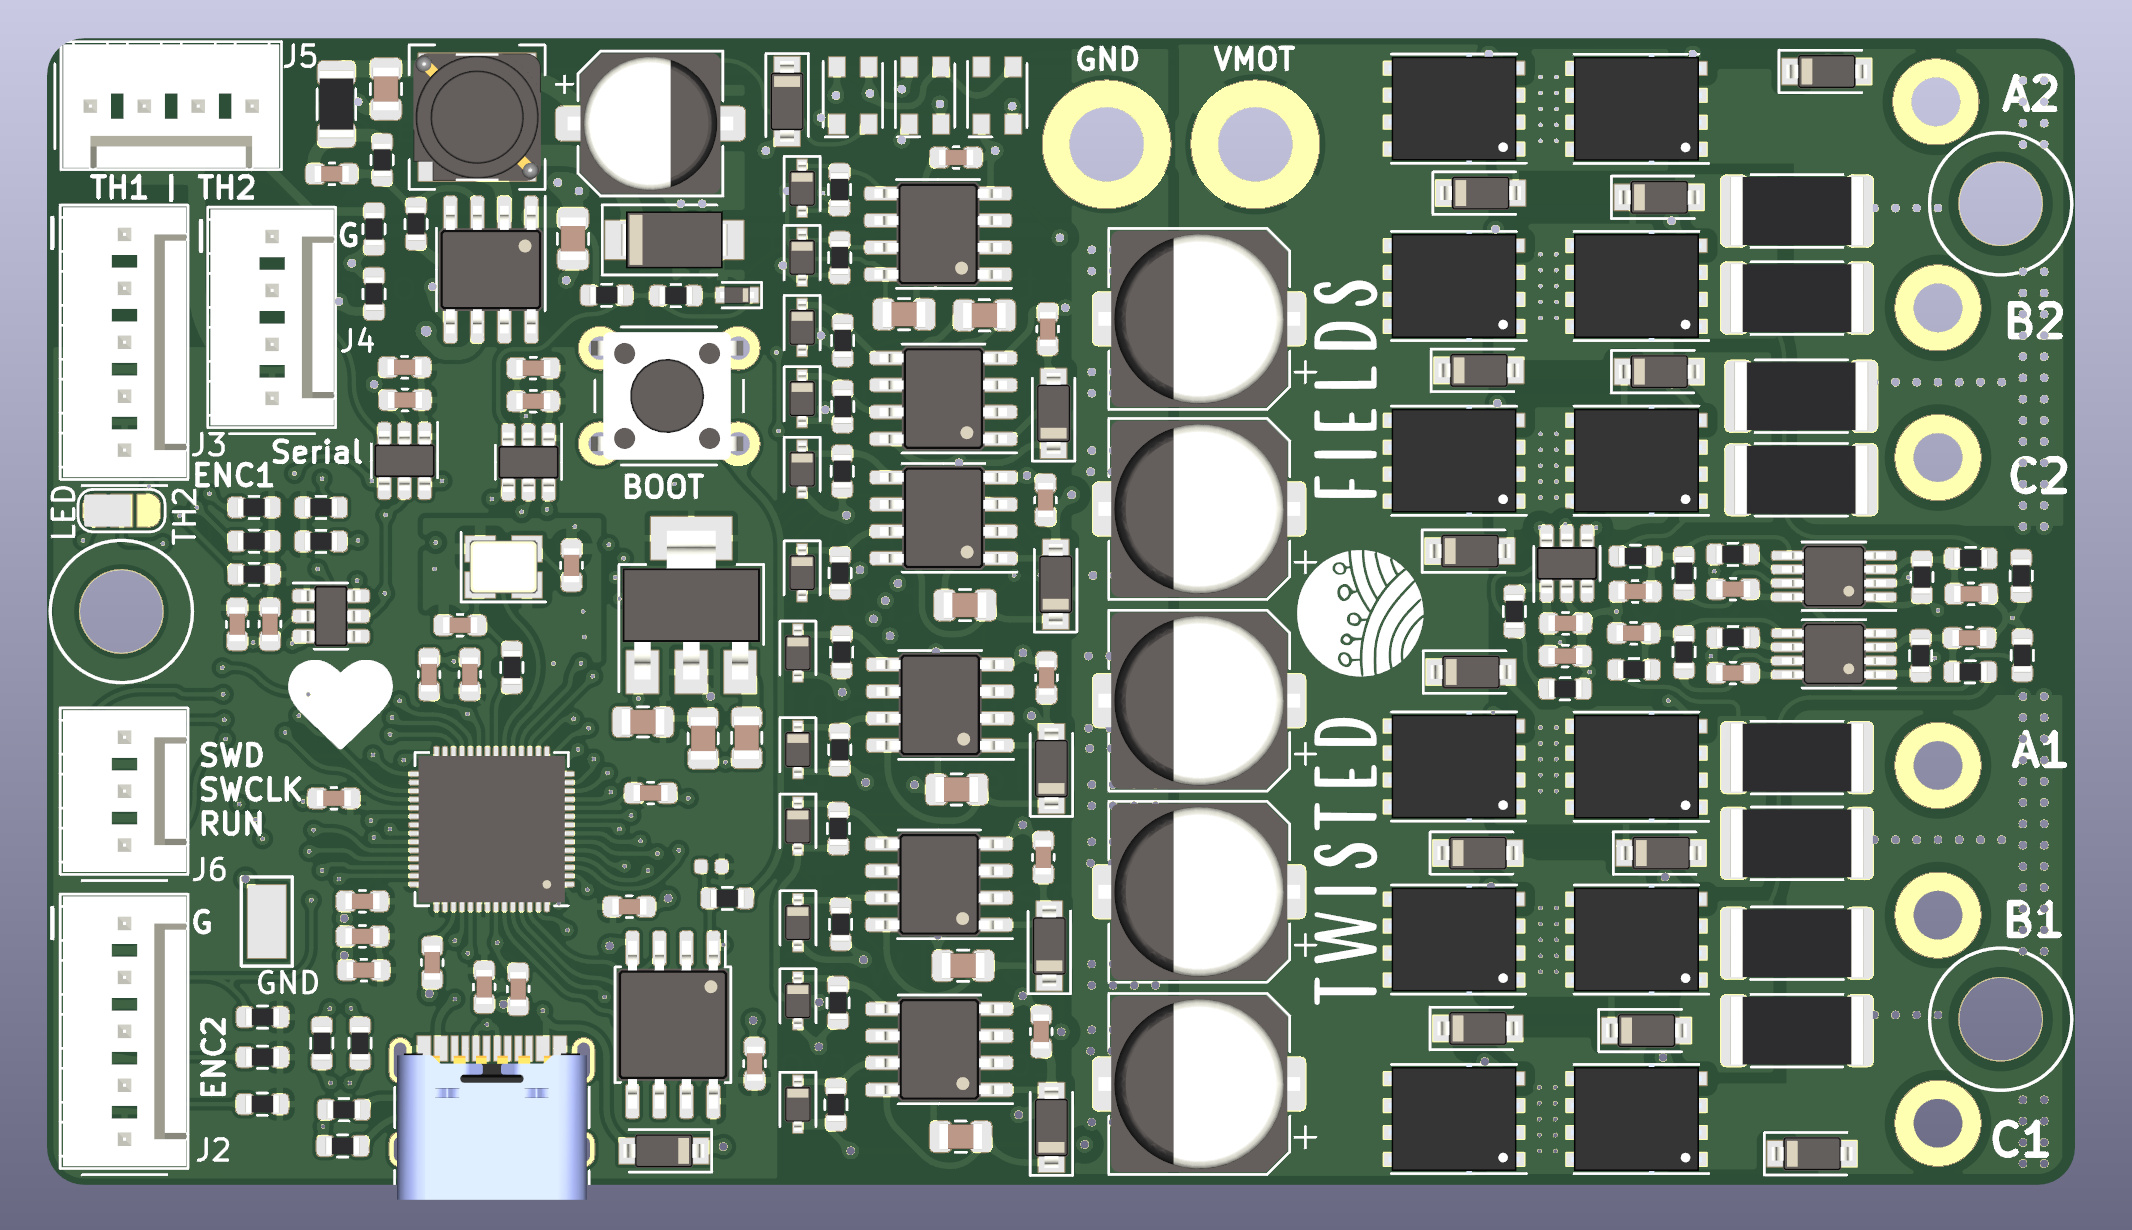 J5
GND
VMOT
A2
TH1 | TH2
G
J4
B2
J3
Serial
ENC1
BOOT
C2
LED
TH2
FIELDS
TWISTED
SWD
SWCLK
RUN
J6
A1
G
B1
GND
ENC2
J2
C1